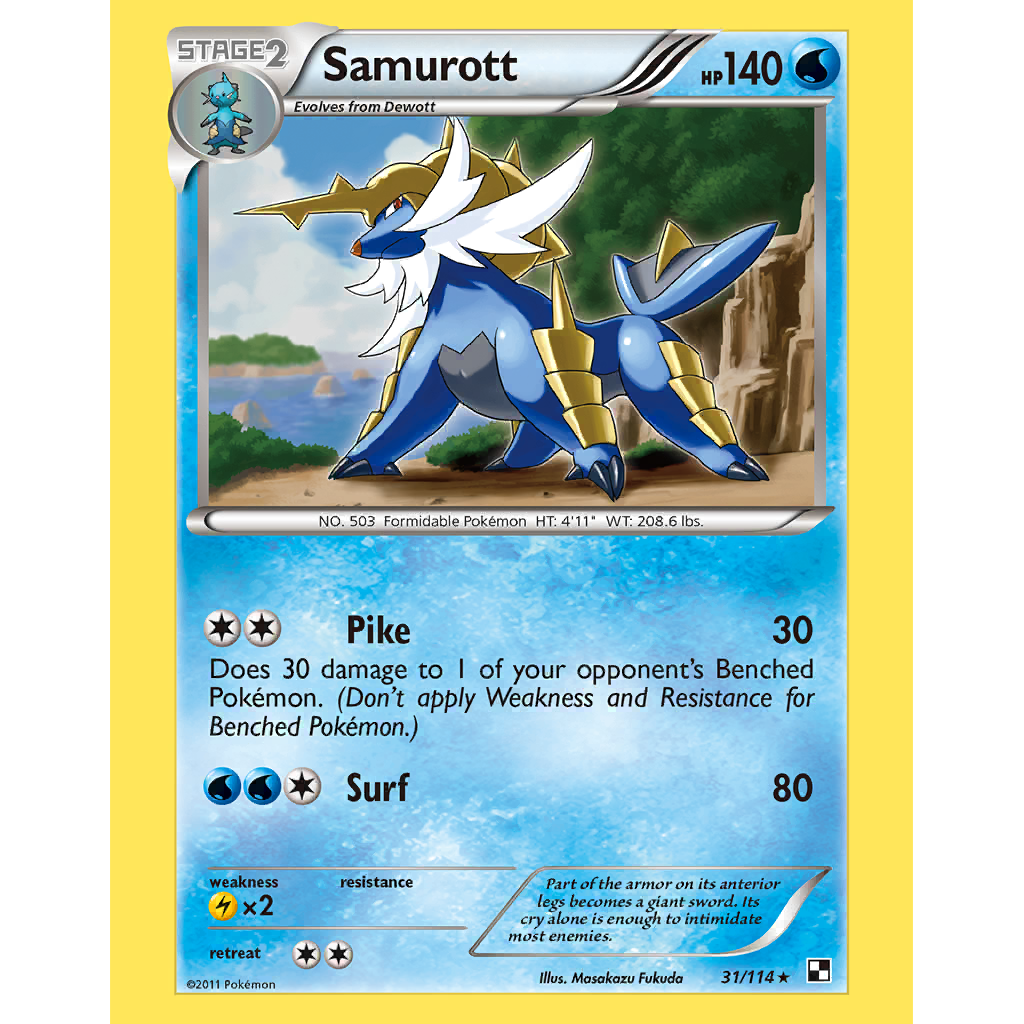 STAGE2
Samurott
HP140
Evolves from Dewott
NO. 503 Formidable Pokémon HT: 4'11" WT: 208.6 lbs.
Pike 30
Does 30 damage to 1 of your opponent's Benched
Pokémon. (Don't apply Weakness and Resistance for
Benched Pokémon.)
Surf 80
weakness resistance
×2
Part of the armor on its anterior
legs becomes a giant sword. Its
cry alone is enough to intimidate
most enemies.
retreat
Illus. Masakazu Fukuda 31/114 ★
©2011 Pokémon